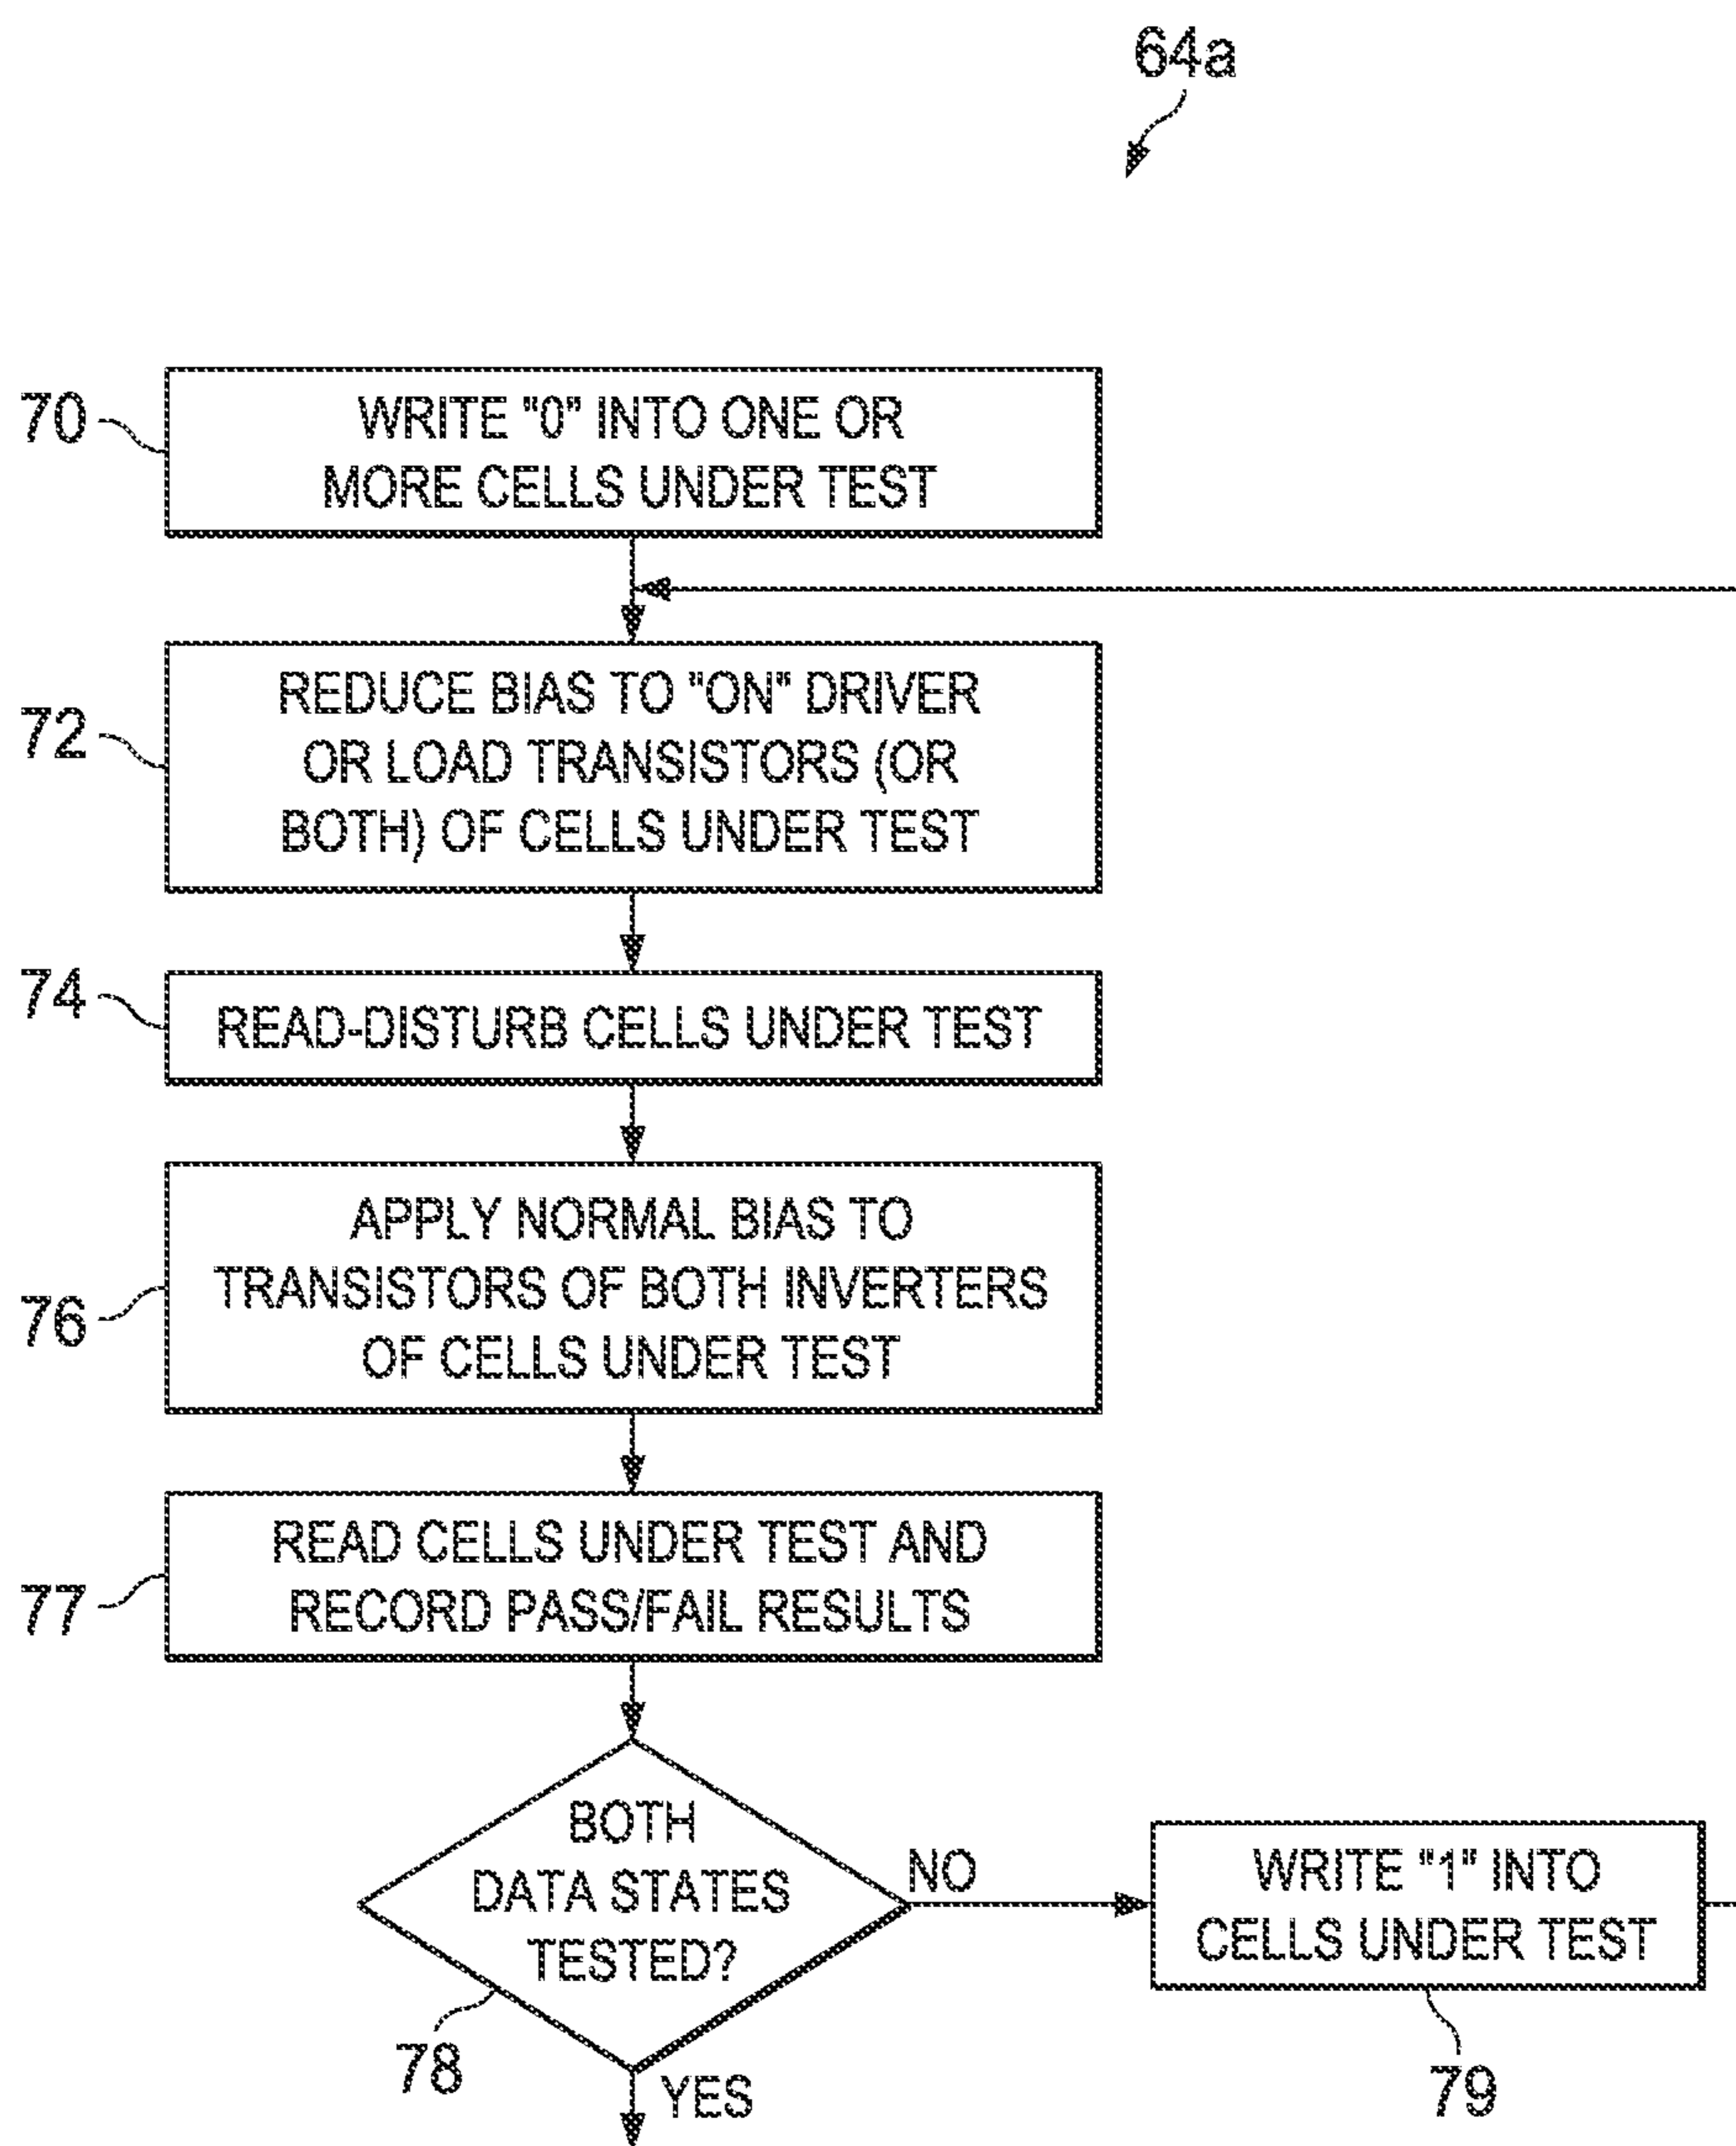 64a
70
WRITE "0" INTO ONE OR
MORE CELLS UNDER TEST
72
REDUCE BIAS TO "ON" DRIVER
OR LOAD TRANSISTORS (OR
BOTH) OF CELLS UNDER TEST
74
READ-DISTURB CELLS UNDER TEST
76
APPLY NORMAL BIAS TO
TRANSISTORS OF BOTH INVERTERS
OF CELLS UNDER TEST
77
READ CELLS UNDER TEST AND
RECORD PASS/FAIL RESULTS
BOTH
DATA STATES
TESTED?
78
NO
YES
WRITE "1" INTO
CELLS UNDER TEST
79